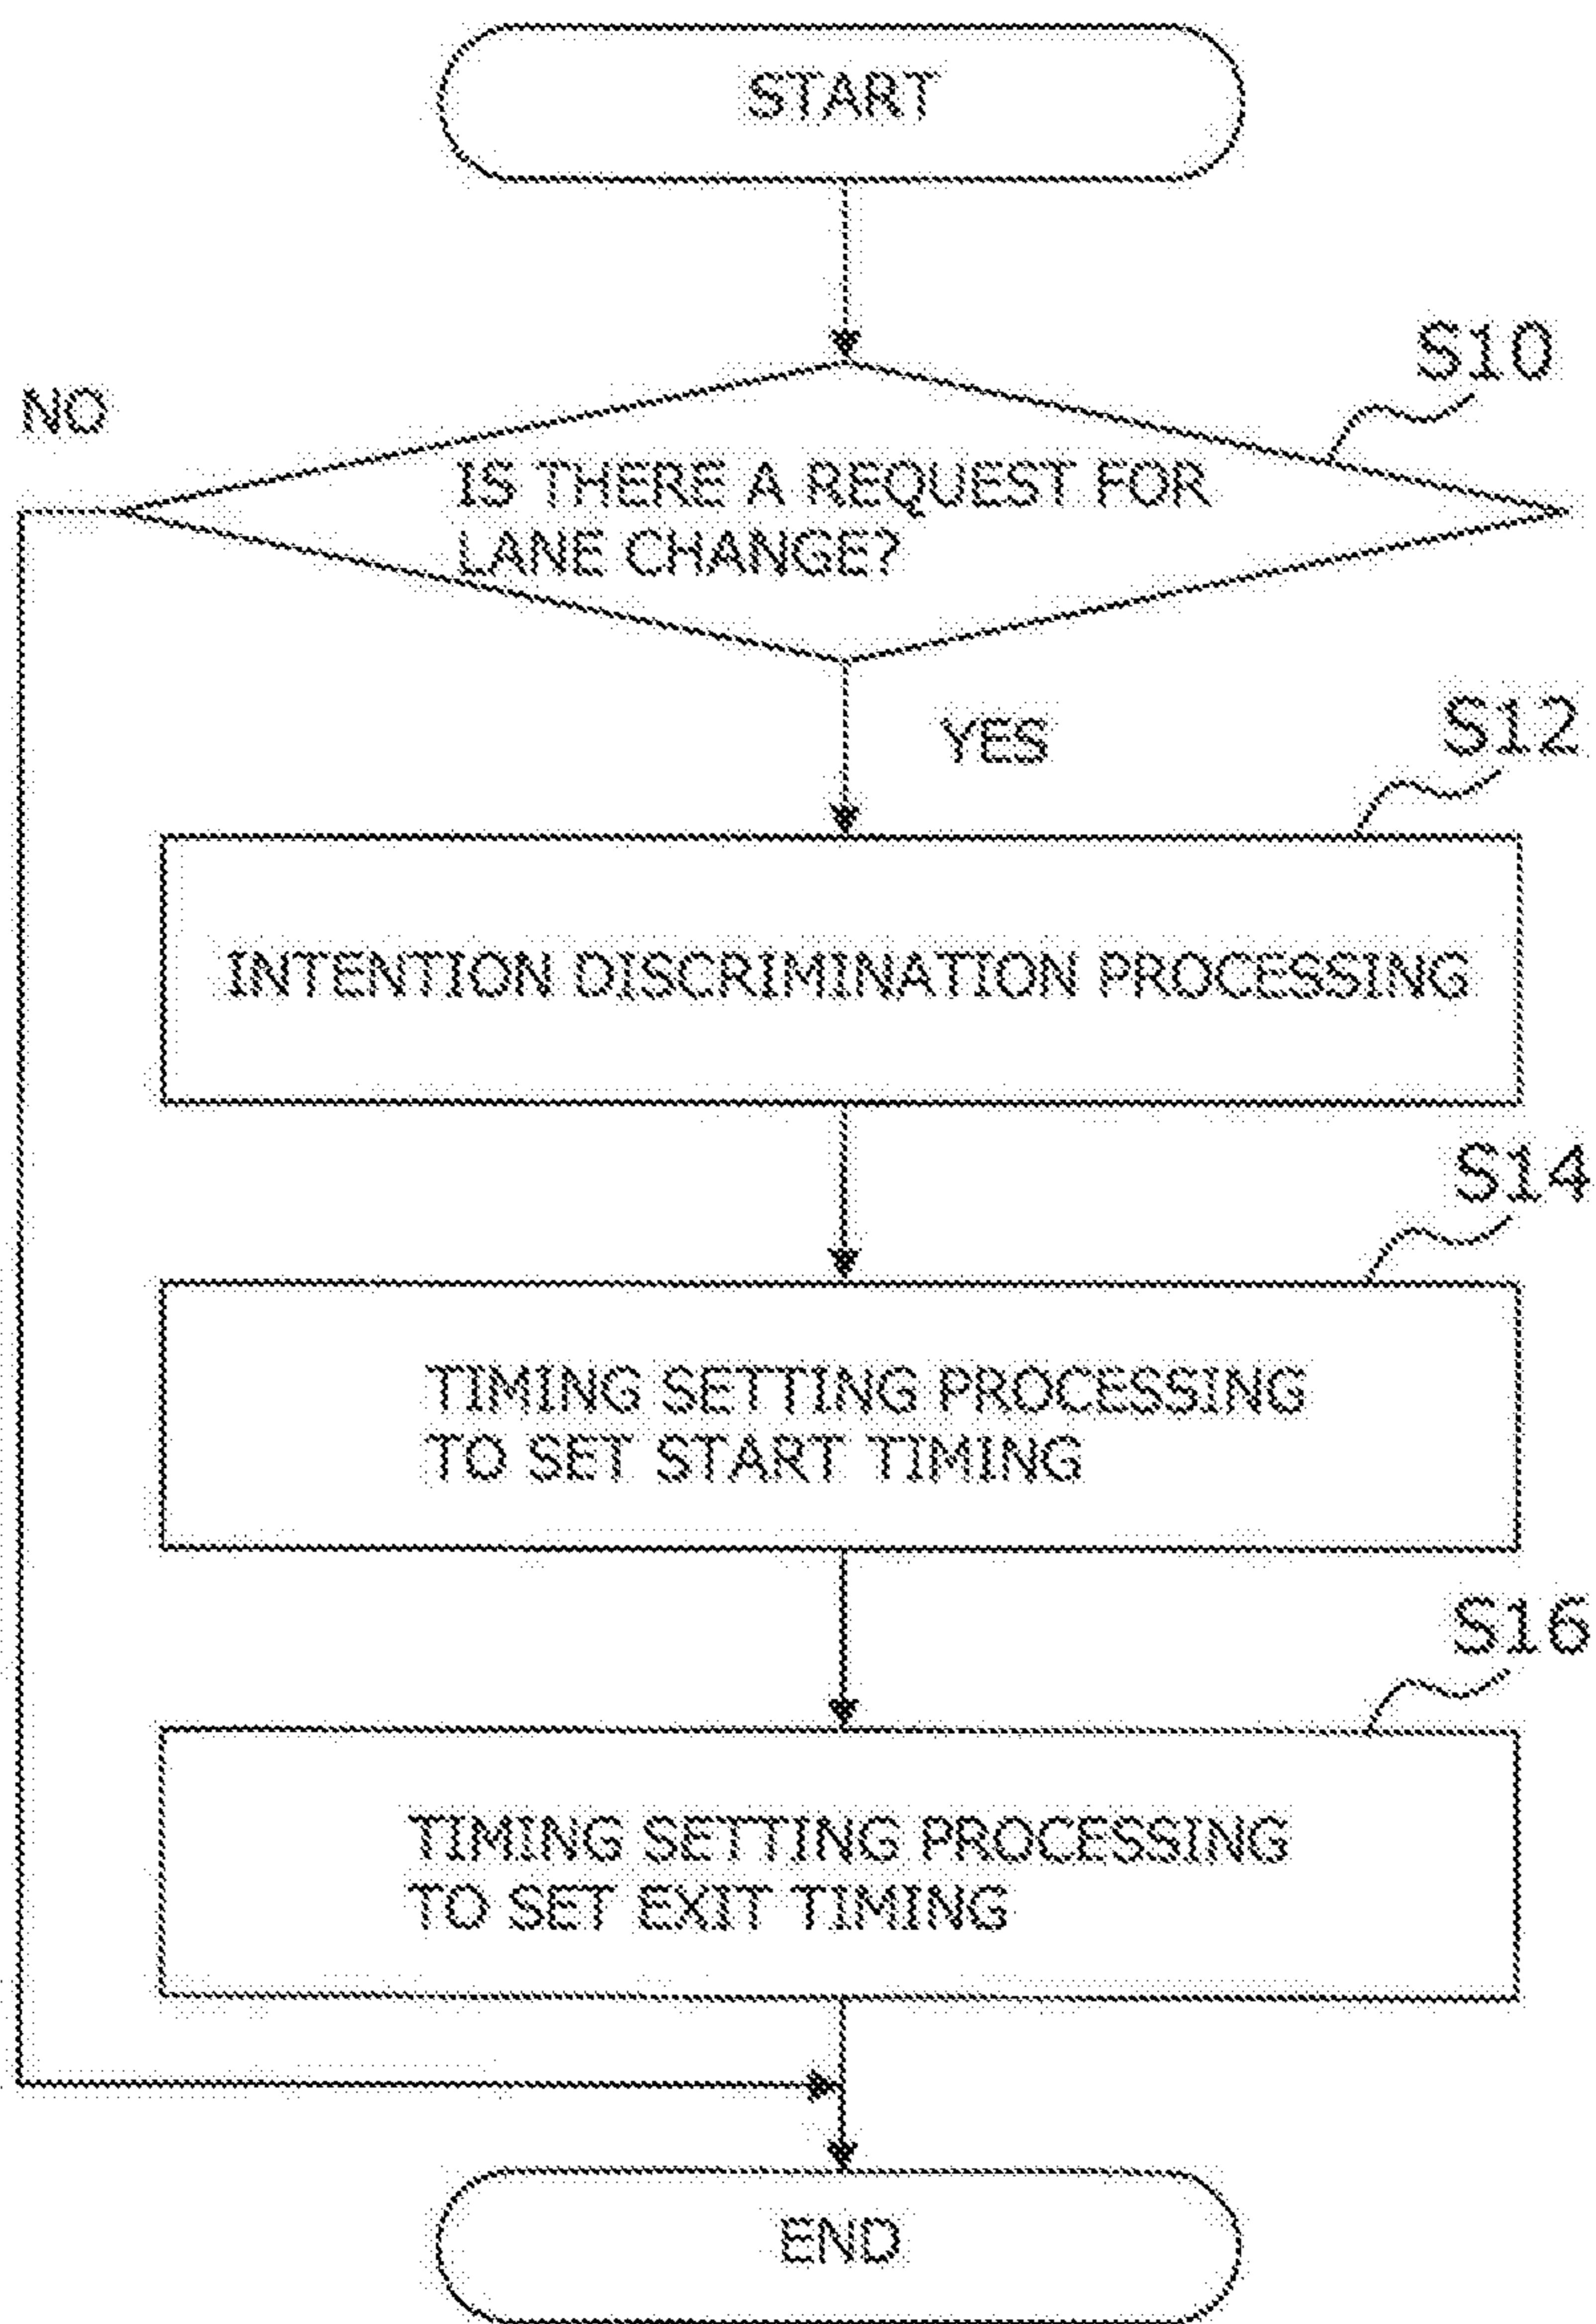 START
S10
NO
IS THERE A REQUEST FOR
LANE CHANGE?
YES
S12
INTENTION DISCRIMINATION PROCESSING
S14
TIMING SETTING PROCESSING
TO SET START TIMING
S16
TIMING SETTING PROCESSING
TO SET EXIT TIMING
END